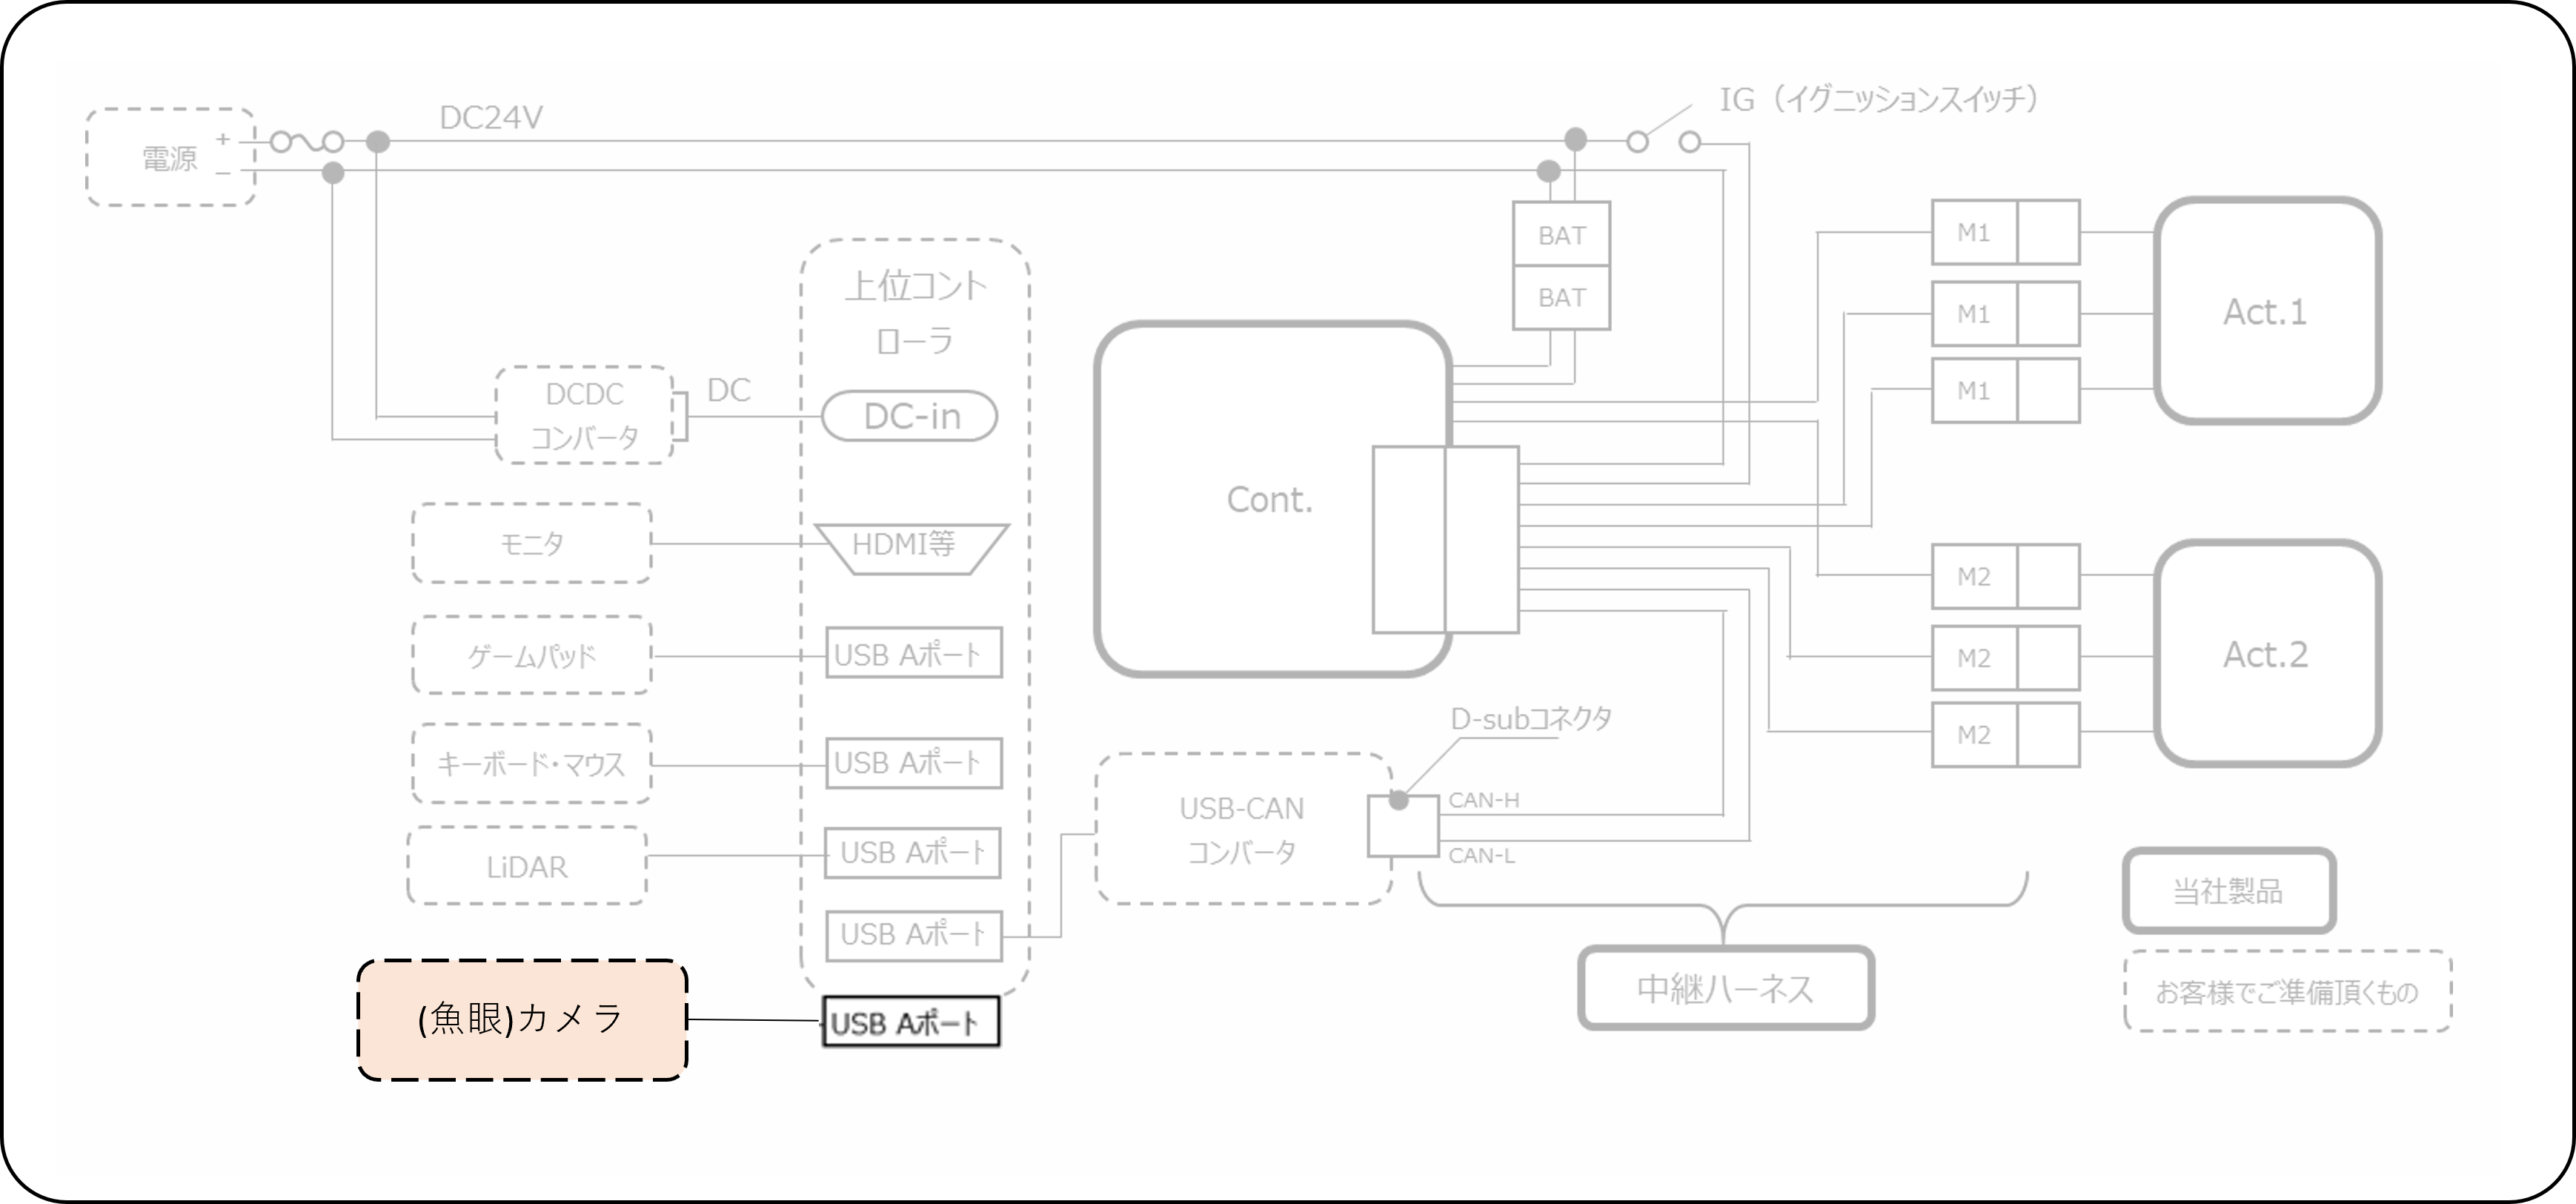 IG（イグニッションスイッチ）
DC24V
電源
+
−
BAT
BAT
M1
M1
M1
Act.1
上位コント
ローラ
DCDC
コンバータ
DC
DC-in
Cont.
モニタ
HDMI等
ゲームパッド
USB Aポート
M2
M2
M2
Act.2
キーボード・マウス
USB Aポート
D-subコネクタ
USB-CAN
コンバータ
CAN-H
CAN-L
LiDAR
USB Aポート
USB Aポート
当社製品
中継ハーネス
お客様でご準備頂くもの
(魚眼)カメラ
USB Aポート